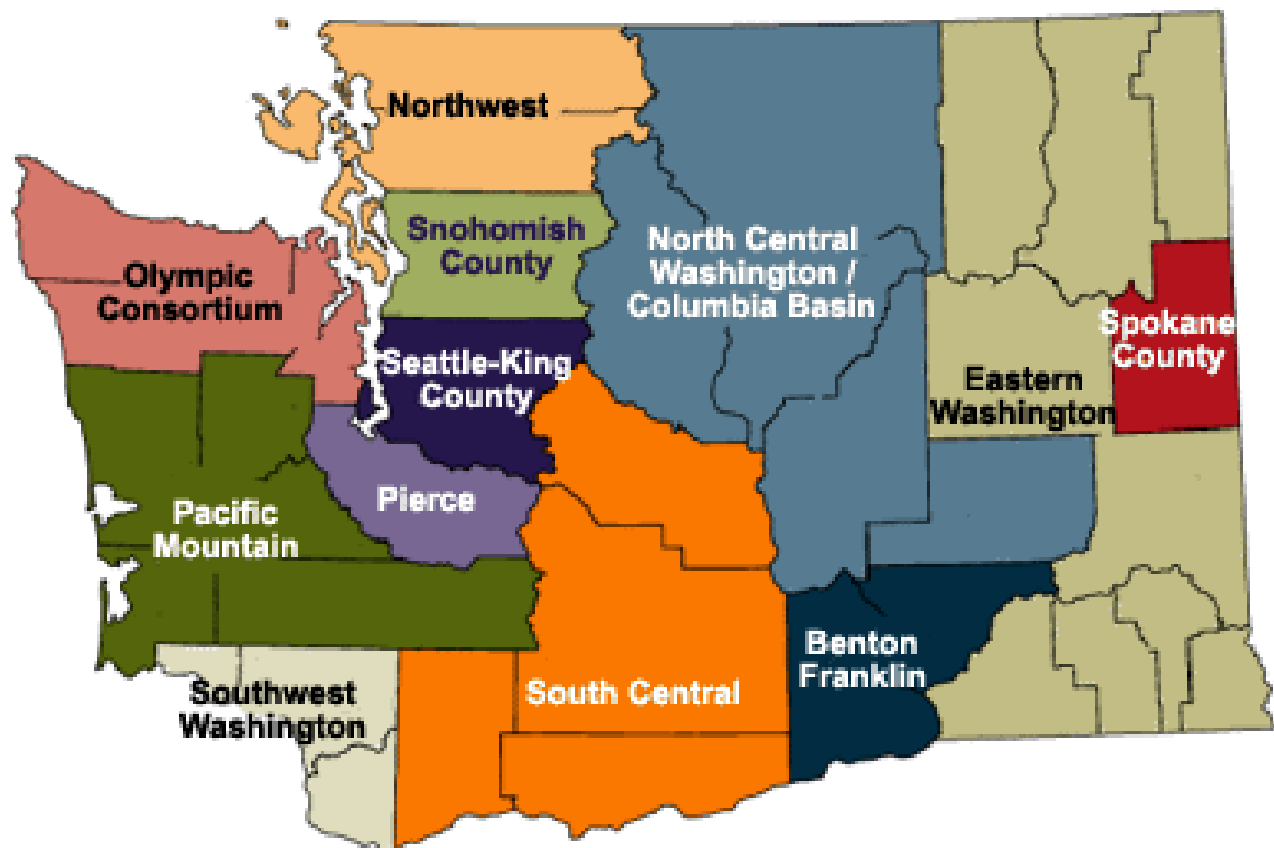 Northwest
Snohomish
County
Olympic
Consortium
North Central
Washington /
Columbia Basin
Seattle-King
County
Spokane
County
Eastern
Washington
Pierce
Pacific
Mountain
Benton
Franklin
South Central
Southwest
Washington